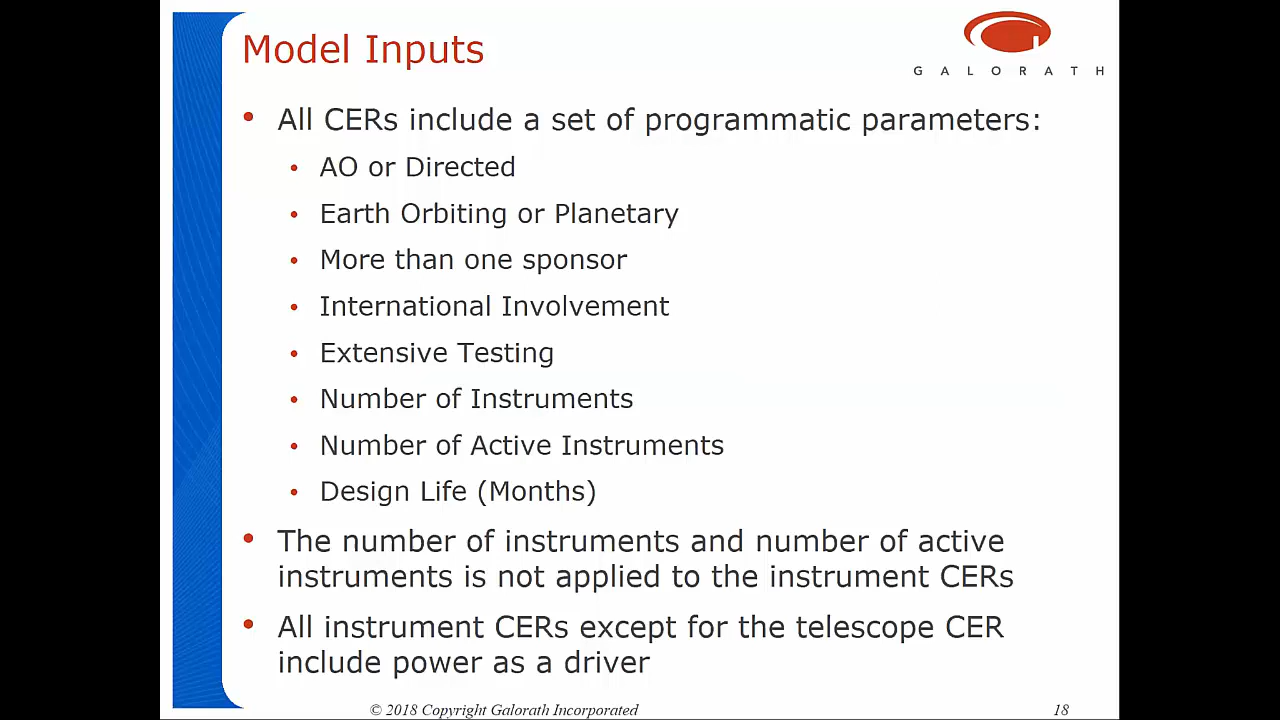 Model Inputs
GALORATH
• All CERs include a set of programmatic parameters:
• AO or Directed
• Earth Orbiting or Planetary
• More than one sponsor
• International Involvement
• Extensive Testing
• Number of Instruments
• Number of Active Instruments
• Design Life (Months)
• The number of instruments and number of active
instruments is not applied to the instrument CERs
• All instrument CERs except for the telescope CER
include power as a driver
© 2018 Copyright Galorath Incorporated
18